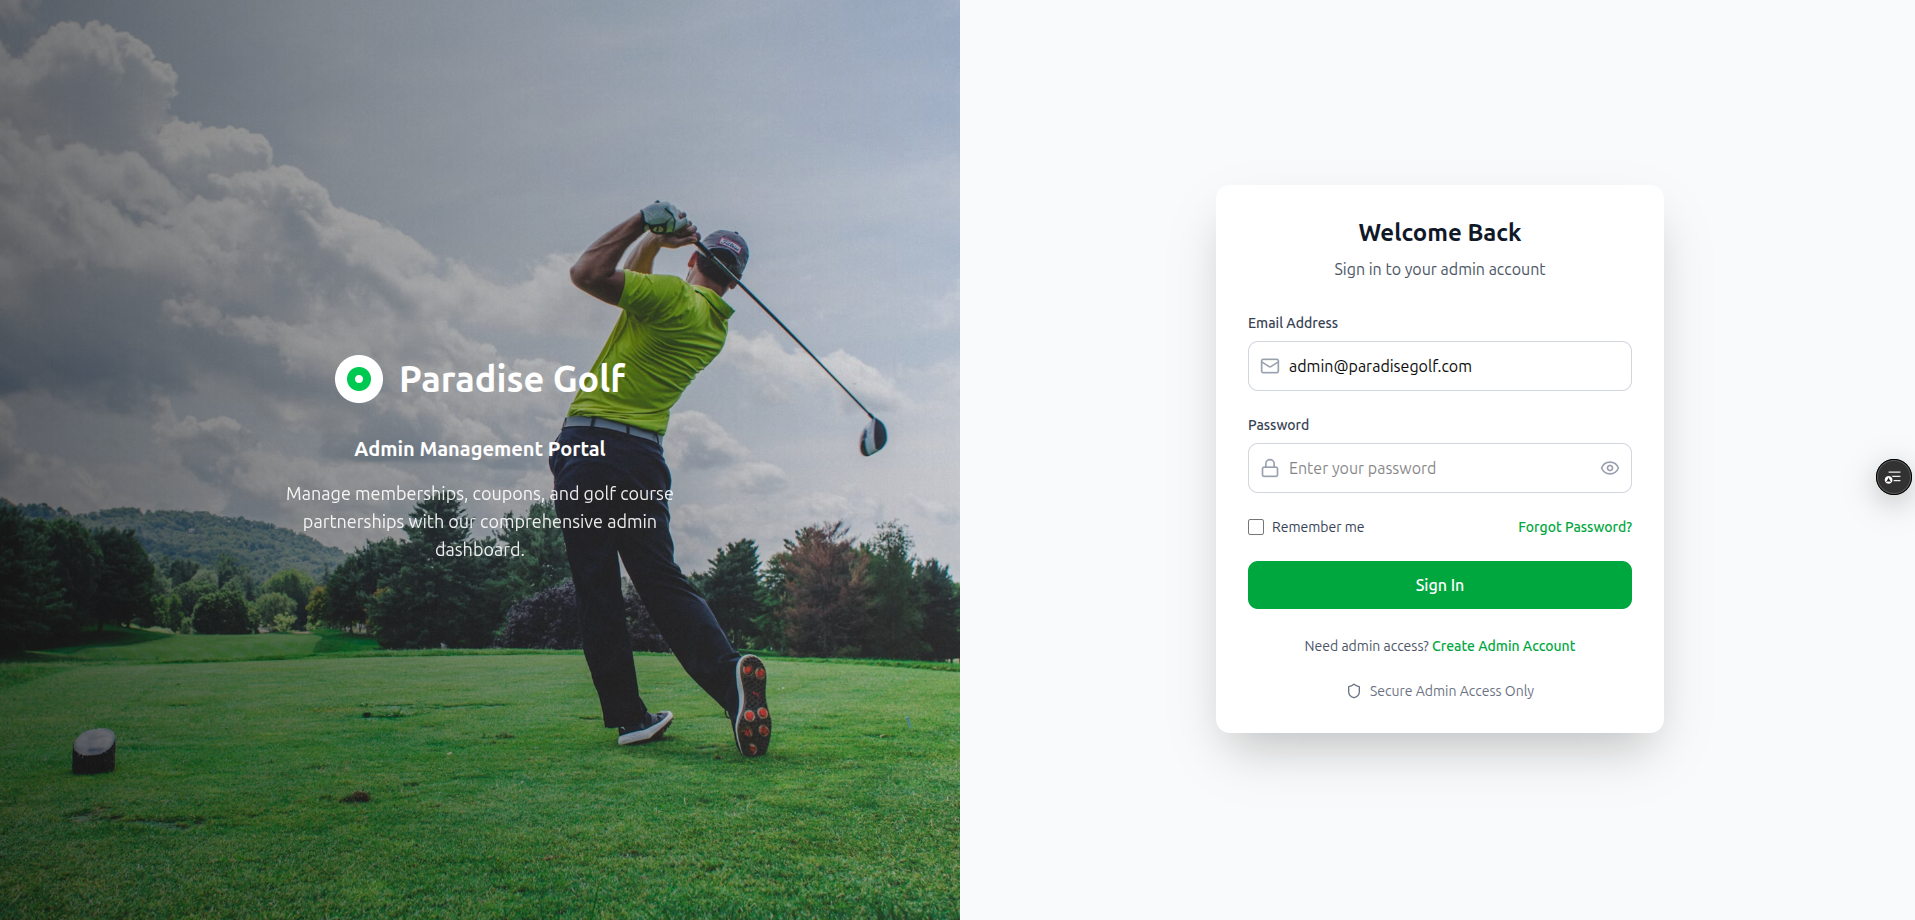 Paradise Golf
Admin Management Portal
Manage memberships, coupons, and golf course
partnerships with our comprehensive admin
dashboard.
Welcome Back
Sign in to your admin account
Email Address
admin@paradisegolf.com
Password
Enter your password
Remember me
Forgot Password?
Sign In
Need admin access? Create Admin Account
Secure Admin Access Only